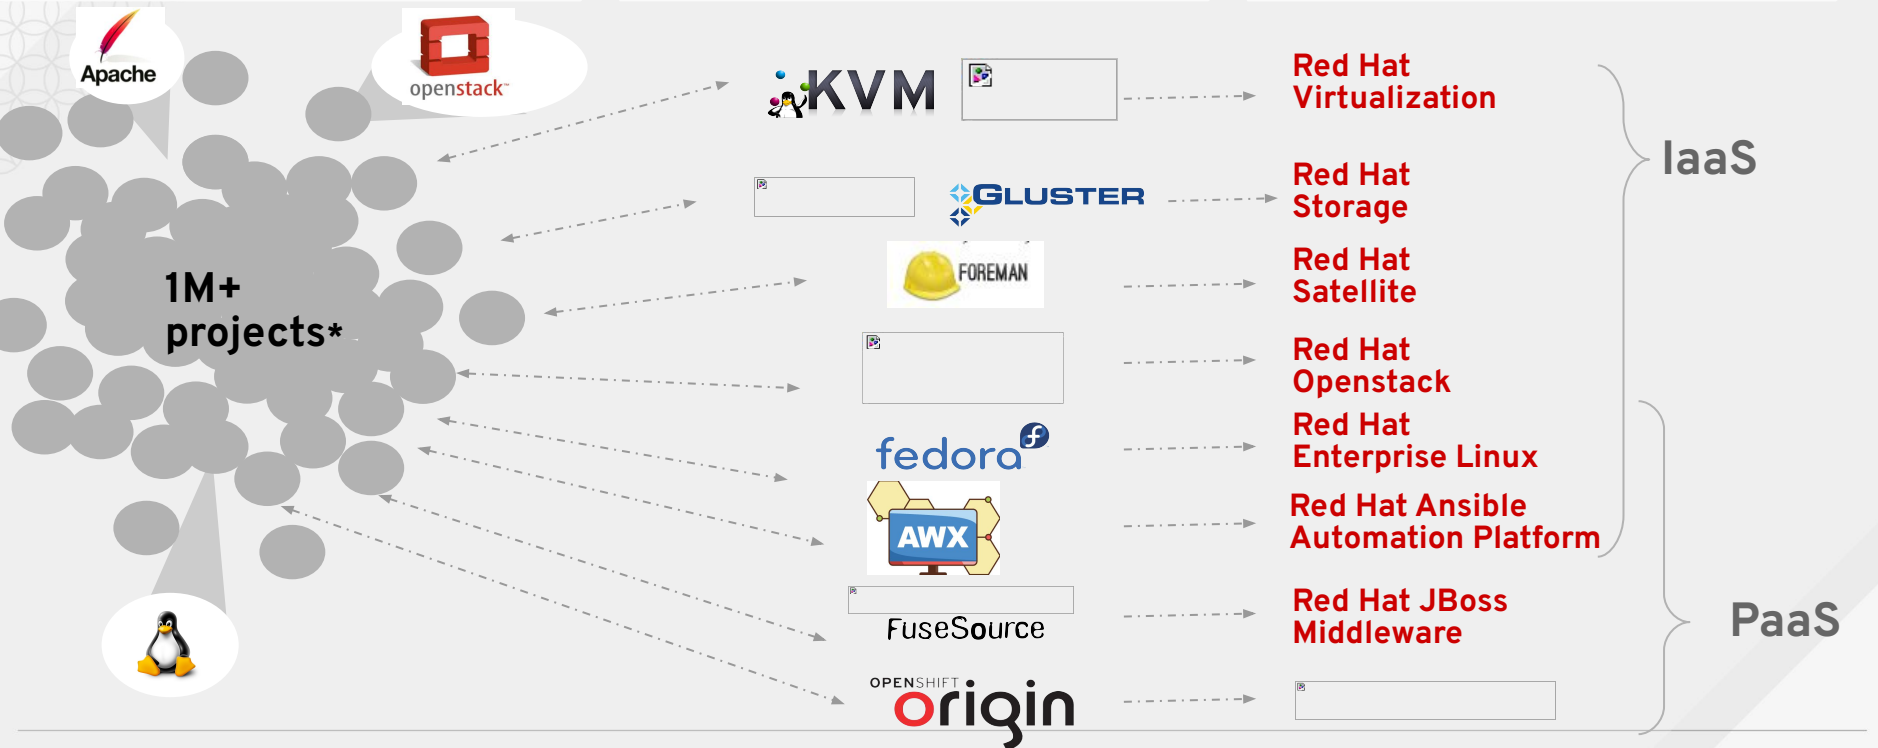 Apache
openstack™
1M+
projects*
KVM
Red Hat
Virtualization
GLUSTER
Red Hat
Storage
FOREMAN
Red Hat
Satellite
Red Hat
Openstack
fedora
Red Hat
Enterprise Linux
AWX
Red Hat Ansible
Automation Platform
FuseSource
Red Hat JBoss
Middleware
OPENSHIFT
origin
IaaS
PaaS